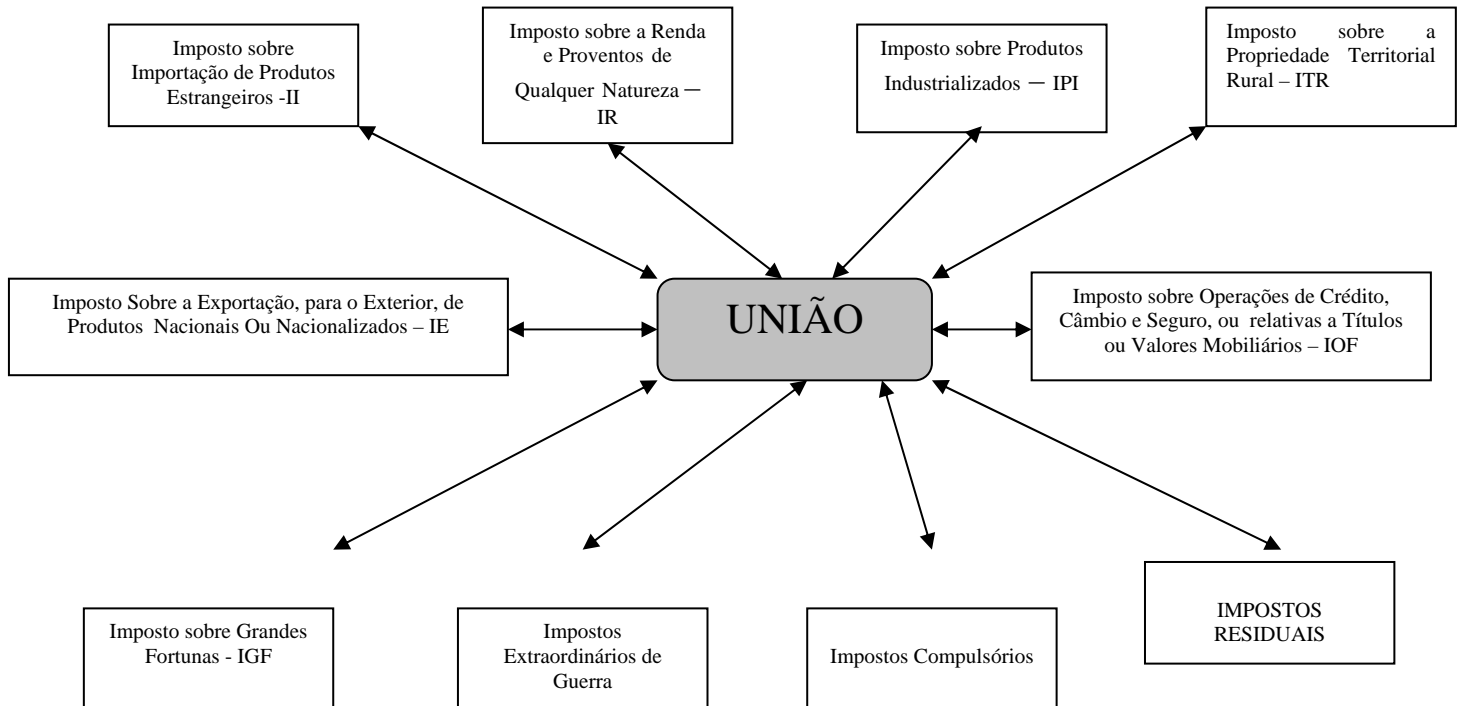 Imposto sobre
Importação de Produtos
Estrangeiros -II
Imposto sobre a Renda
e Proventos de
Qualquer Natureza — 
IR
Imposto sobre Produtos
Industrializados — IPI
Imposto sobre a
Propriedade Territorial
Rural – ITR
Imposto Sobre a Exportação, para o Exterior, de
Produtos Nacionais Ou Nacionalizados – IE
UNIÃO
Imposto sobre Operações de Crédito,
Câmbio e Seguro, ou relativas a Títulos
ou Valores Mobiliários – IOF
Imposto sobre Grandes
Fortunas - IGF
Impostos
Extraordinários de
Guerra
Impostos Compulsórios
IMPOSTOS
RESIDUAIS